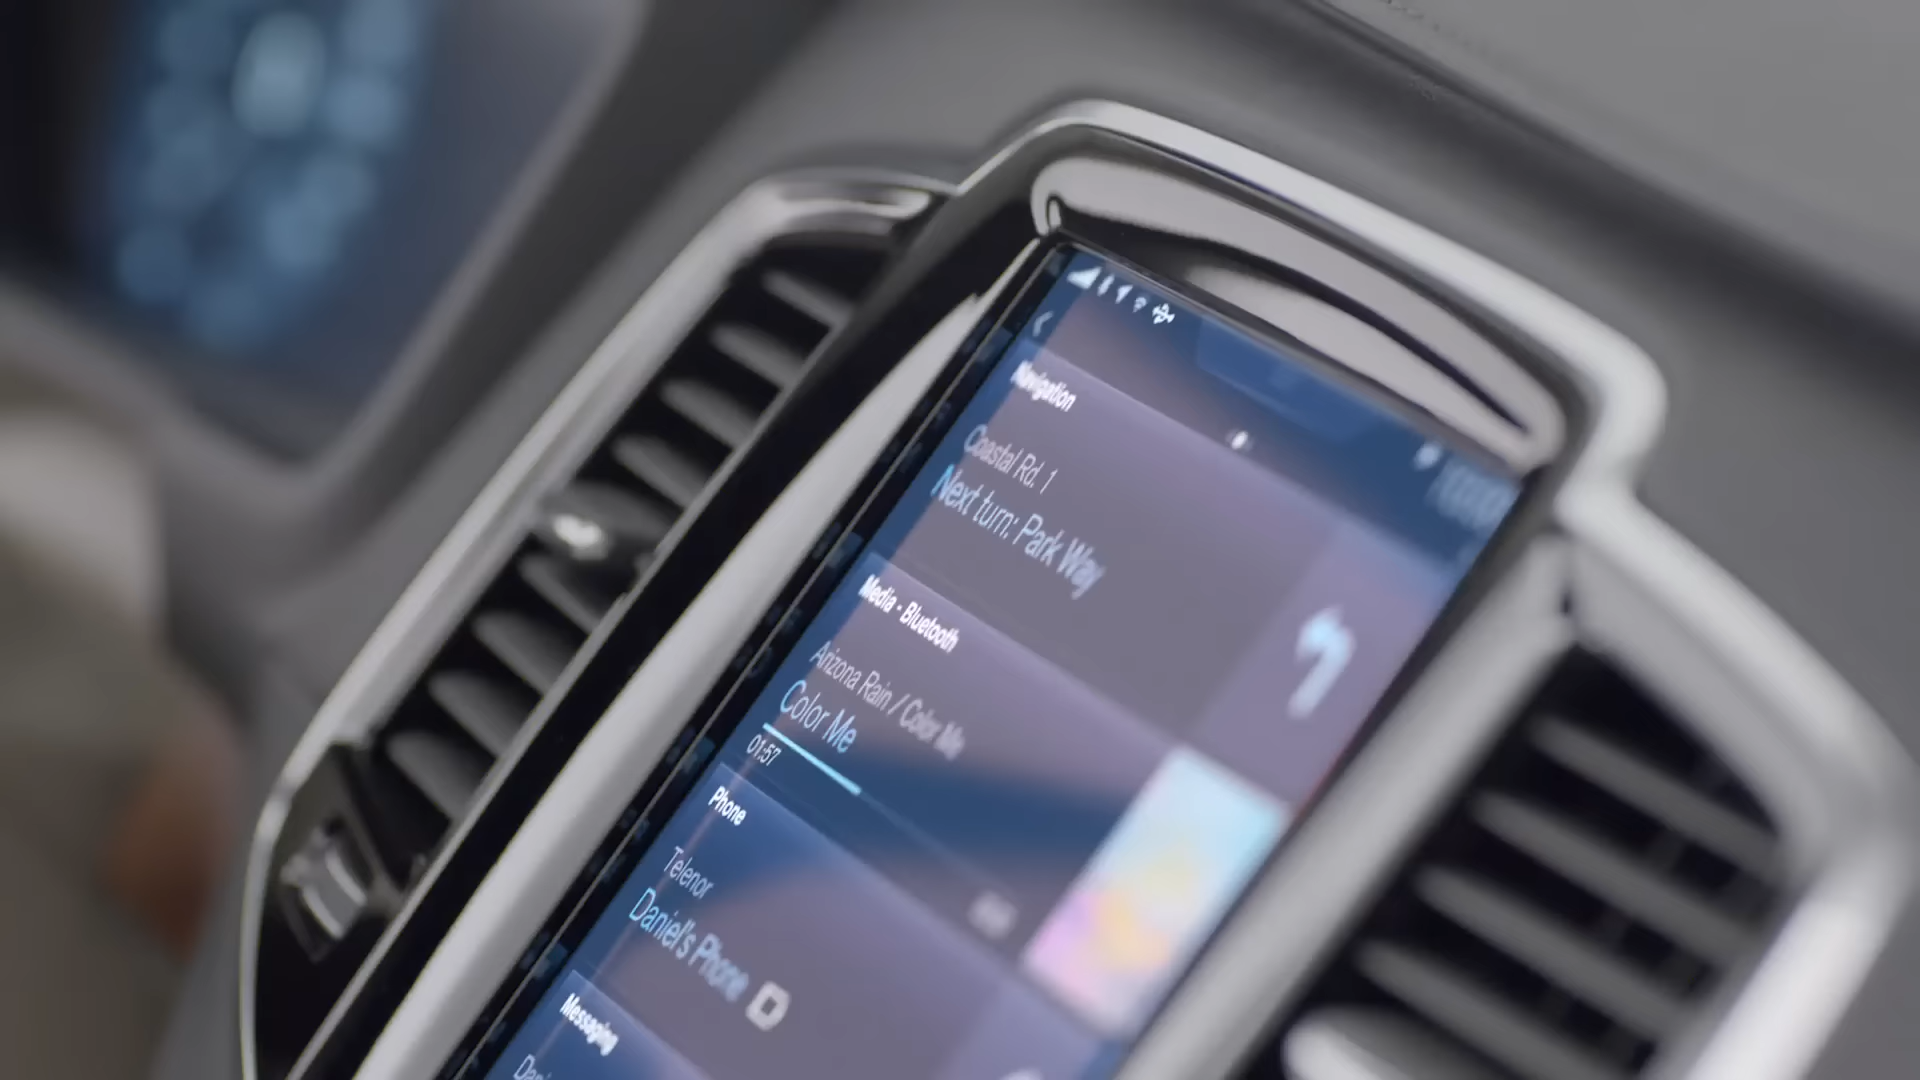 Navigation
Coastal Rd. 1
Next turn: Park Way
Media - Bluetooth
Arizona Rain / Color Me
Color Me
01:57
Phone
Telenor
Daniel's Phone
Messaging